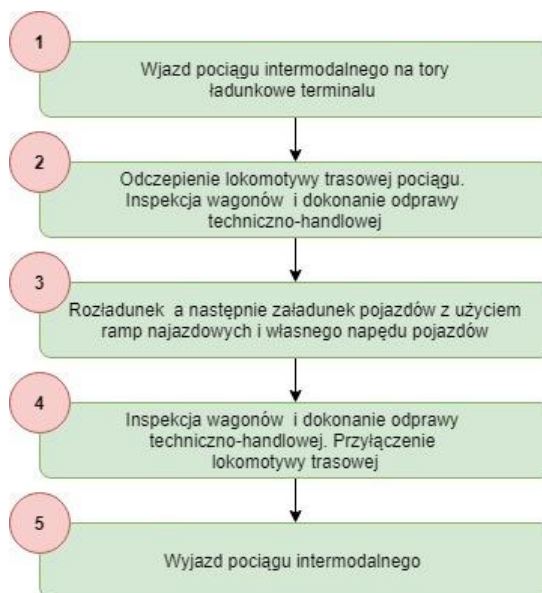 1
Wjazd pociągu intermodalnego na tory
ładunkowe terminalu
2
Odczepienie lokomotywy trasowej pociągu.
Inspekcja wagonów i dokonanie odprawy
techniczno-handlowej
3
Rozładunek a następnie załadunek pojazdów z użyciem
ramp najazdowych i własnego napędu pojazdów
4
Inspekcja wagonów i dokonanie odprawy
techniczno-handlowej. Przyłączenie
lokomotywy trasowej
5
Wyjazd pociągu intermodalnego